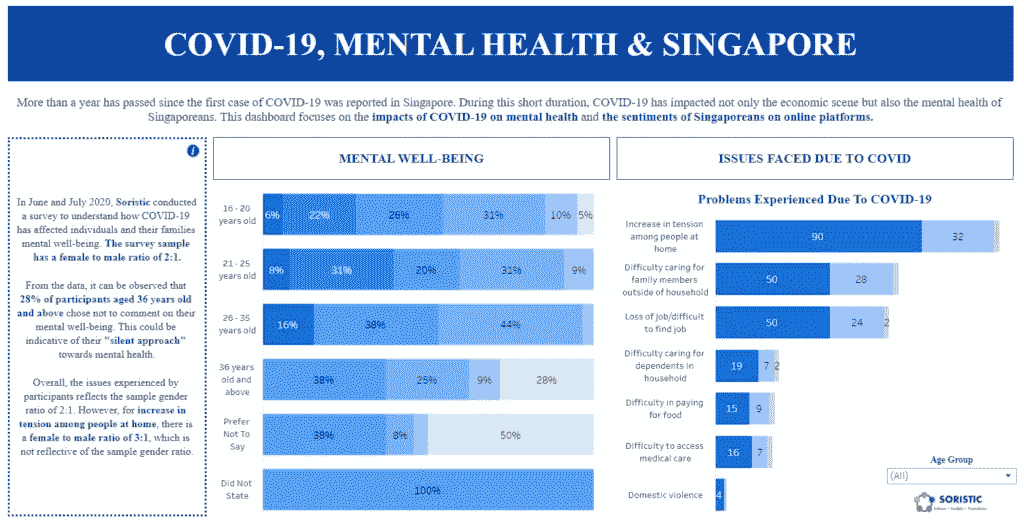 COVID-19, MENTAL HEALTH & SINGAPORE
More than a year has passed since the first case of COVID-19 was reported in Singapore. During this short duration, COVID-19 has impacted not only the economic scene but also the mental health of
Singaporeans. This dashboard focuses on the impacts of COVID-19 on mental health and the sentiments of Singaporeans on online platforms.
i
In June and July 2020, Soristic conducted
a survey to understand how COVID-19
has affected individuals and their families
mental well-being. The survey sample
has a female to male ratio of 2:1.
From the data, it can be observed that
28% of participants aged 36 years old
and above chose not to comment on their
mental well-being. This could be
indicative of their "silent approach"
towards mental health.
Overall, the issues experienced by
participants reflects the sample gender
ratio of 2:1. However, for increase in
tension among people at home, there is
a female to male ratio of 3:1, which is
not reflective of the sample gender ratio.
MENTAL WELL-BEING
16 - 20
years old
6% 22% 26% 31% 10% 5%
21 - 25
years old
8% 31% 20% 31% 9%
26 - 35
years old
16% 38% 44%
36 years
old and
above
38% 25% 9% 28%
Prefer
Not To
Say
38% 8% 50%
Did Not
State
100%
ISSUES FACED DUE TO COVID
Problems Experienced Due To COVID-19
Increase in tension
among people at
home
90 32
Difficulty caring for
family members
outside of household
50 28
Loss of job/difficult
to find job
50 24 2
Difficulty caring for
dependents in
household
19 7 2
Difficulty in paying
for food
15 9
Difficulty to access
medical care
16 7
Domestic violence
4
Age Group
(All)
SORISTIC